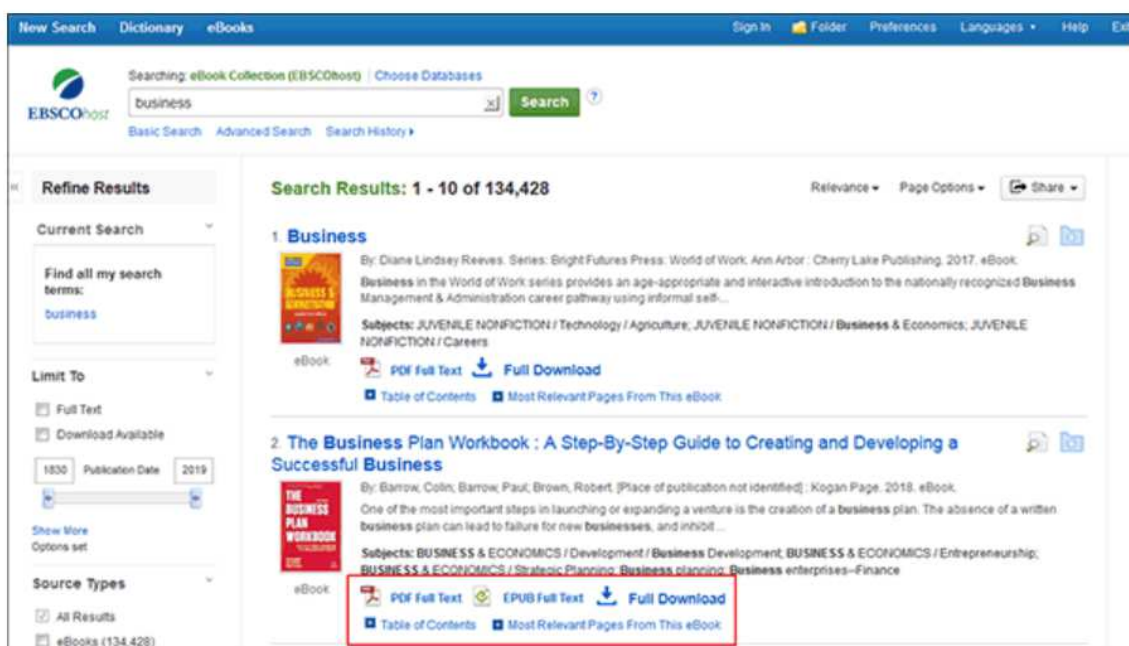 New Search Dictionary eBooks Sign In Folder Preferences Languages Help
Searching: eBook Collection (EBSCOhost) Choose Databases
EBSCOhost
business Search ?
Basic Search Advanced Search Search History
Refine Results
Current Search
Find all my search
terms:
business
Limit To
Full Text
Download Available
1830 Publication Date 2019
Show More
Options set
Source Types
All Results
eBooks (134,428)
Search Results: 1 - 10 of 134,428 Relevance Page Options Share
1. Business
By: Diane Lindsey Reeves. Series: Bright Futures Press: World of Work. Ann Arbor : Cherry Lake Publishing. 2017. eBook.
Business in the World of Work series provides an age-appropriate and interactive introduction to the nationally recognized Business
Management & Administration career pathway using informal self-...
Subjects: JUVENILE NONFICTION / Technology / Agriculture; JUVENILE NONFICTION / Business & Economics; JUVENILE
NONFICTION / Careers
eBook
PDF Full Text Full Download
Table of Contents Most Relevant Pages From This eBook
2. The Business Plan Workbook : A Step-By-Step Guide to Creating and Developing a
Successful Business
THE
BUSINESS
PLAN
WORKBOOK
By: Barrow, Colin; Barrow, Paul; Brown, Robert. [Place of publication not identified] : Kogan Page. 2018. eBook.
One of the most important steps in launching or expanding a venture is the creation of a business plan. The absence of a written
business plan can lead to failure for new businesses, and inhibit...
Subjects: BUSINESS & ECONOMICS / Development / Business Development; BUSINESS & ECONOMICS / Entrepreneurship;
BUSINESS & ECONOMICS / Strategic Planning; Business planning; Business enterprises--Finance
eBook
PDF Full Text EPUB Full Text Full Download
Table of Contents Most Relevant Pages From This eBook